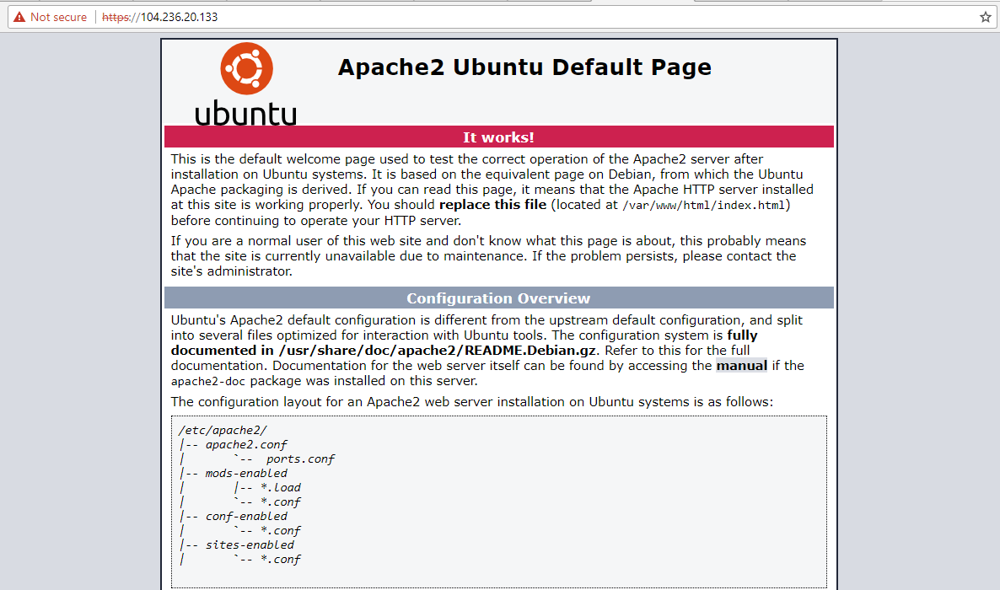 Not secure | https://104.236.20.133
ubuntu
Apache2 Ubuntu Default Page
It works!
This is the default welcome page used to test the correct operation of the Apache2 server after
installation on Ubuntu systems. It is based on the equivalent page on Debian, from which the Ubuntu
Apache packaging is derived. If you can read this page, it means that the Apache HTTP server installed
at this site is working properly. You should replace this file (located at /var/www/html/index.html)
before continuing to operate your HTTP server.
If you are a normal user of this web site and don't know what this page is about, this probably means
that the site is currently unavailable due to maintenance. If the problem persists, please contact the
site's administrator.
Configuration Overview
Ubuntu's Apache2 default configuration is different from the upstream default configuration, and split
into several files optimized for interaction with Ubuntu tools. The configuration system is fully
documented in /usr/share/doc/apache2/README.Debian.gz. Refer to this for the full
documentation. Documentation for the web server itself can be found by accessing the manual if the
apache2-doc package was installed on this server.
The configuration layout for an Apache2 web server installation on Ubuntu systems is as follows:
/etc/apache2/
|-- apache2.conf
|       `--  ports.conf
|-- mods-enabled
|       |-- *.load
|       `-- *.conf
|-- conf-enabled
|       `-- *.conf
|-- sites-enabled
|       `-- *.conf